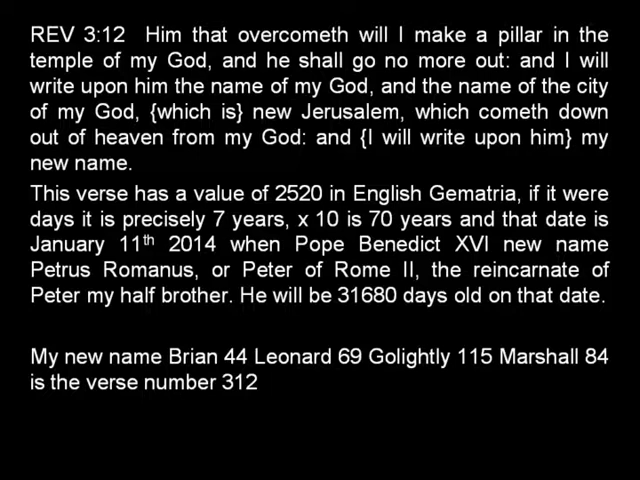 REV 3:12 Him that overcometh will I make a pillar in the
temple of my God, and he shall go no more out: and I will
write upon him the name of my God, and the name of the city
of my God, {which is} new Jerusalem, which cometh down
out of heaven from my God: and {I will write upon him} my
new name.
This verse has a value of 2520 in English Gematria, if it were
days it is precisely 7 years, x 10 is 70 years and that date is
January 11th 2014 when Pope Benedict XVI new name
Petrus Romanus, or Peter of Rome II, the reincarnate of
Peter my half brother. He will be 31680 days old on that date.
My new name Brian 44 Leonard 69 Golightly 115 Marshall 84
is the verse number 312